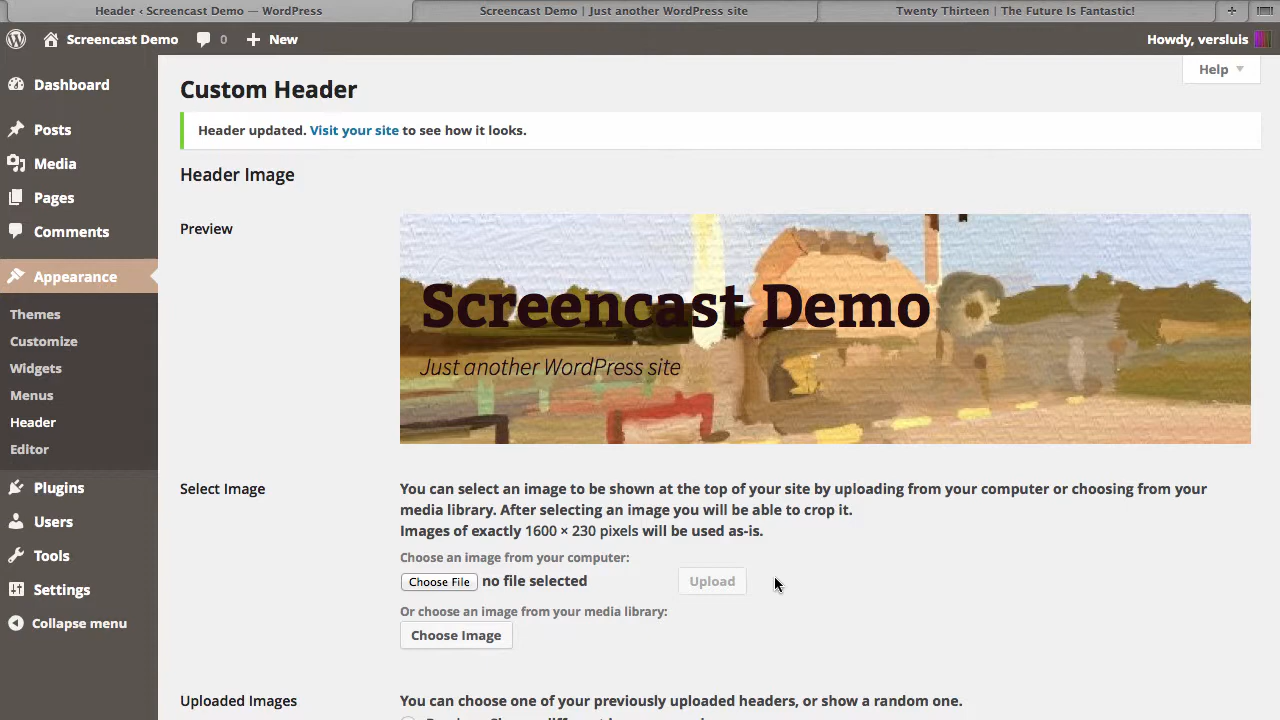 Header ‹ Screencast Demo — WordPress
Screencast Demo | Just another WordPress site
Twenty Thirteen | The Future Is Fantastic!
+
Screencast Demo 0 + New
Howdy, versluis
Dashboard
Posts
Media
Pages
Comments
Appearance
Themes
Customize
Widgets
Menus
Header
Editor
Plugins
Users
Tools
Settings
Collapse menu
Help
Custom Header
Header updated. Visit your site to see how it looks.
Header Image
Preview
Screencast Demo
Just another WordPress site
Select Image
You can select an image to be shown at the top of your site by uploading from your computer or choosing from your
media library. After selecting an image you will be able to crop it.
Images of exactly 1600 × 230 pixels will be used as-is.
Choose an image from your computer:
Choose File no file selected Upload
Or choose an image from your media library:
Choose Image
Uploaded Images
You can choose one of your previously uploaded headers, or show a random one.